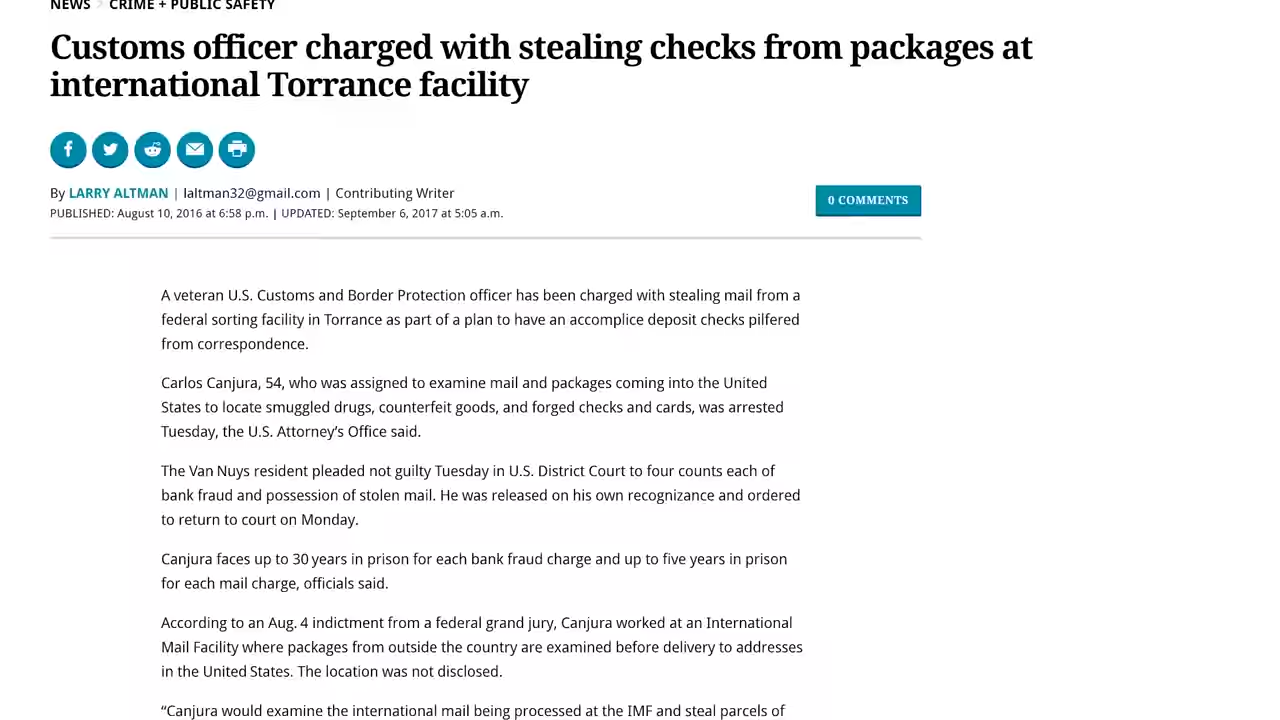 NEWS > CRIME + PUBLIC SAFETY
Customs officer charged with stealing checks from packages at
international Torrance facility
By LARRY ALTMAN | laltman32@gmail.com | Contributing Writer
PUBLISHED: August 10, 2016 at 6:58 p.m. | UPDATED: September 6, 2017 at 5:05 a.m.
0 COMMENTS
A veteran U.S. Customs and Border Protection officer has been charged with stealing mail from a
federal sorting facility in Torrance as part of a plan to have an accomplice deposit checks pilfered
from correspondence.
Carlos Canjura, 54, who was assigned to examine mail and packages coming into the United
States to locate smuggled drugs, counterfeit goods, and forged checks and cards, was arrested
Tuesday, the U.S. Attorney’s Office said.
The Van Nuys resident pleaded not guilty Tuesday in U.S. District Court to four counts each of
bank fraud and possession of stolen mail. He was released on his own recognizance and ordered
to return to court on Monday.
Canjura faces up to 30 years in prison for each bank fraud charge and up to five years in prison
for each mail charge, officials said.
According to an Aug. 4 indictment from a federal grand jury, Canjura worked at an International
Mail Facility where packages from outside the country are examined before delivery to addresses
in the United States. The location was not disclosed.
“Canjura would examine the international mail being processed at the IMF and steal parcels of